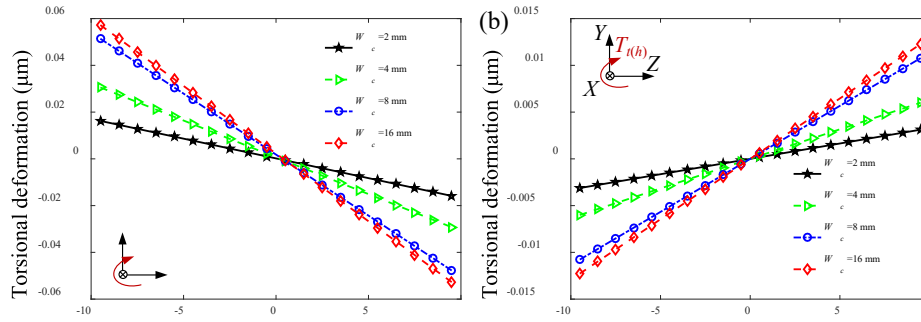 Torsional deformation (μm)
0.06
0.04
0.02
0
-0.02
-0.04
-0.06
-10
-5
0
5
W
c
=2 mm
W
c
=4 mm
W
c
=8 mm
W
c
=16 mm
(b)
Torsional deformation (μm)
0.015
0.01
0.005
0
-0.005
-0.01
-0.015
-10
-5
0
5
Y
T t(h)
Z
X
W
c
=2 mm
W
c
=4 mm
W
c
=8 mm
W
c
=16 mm